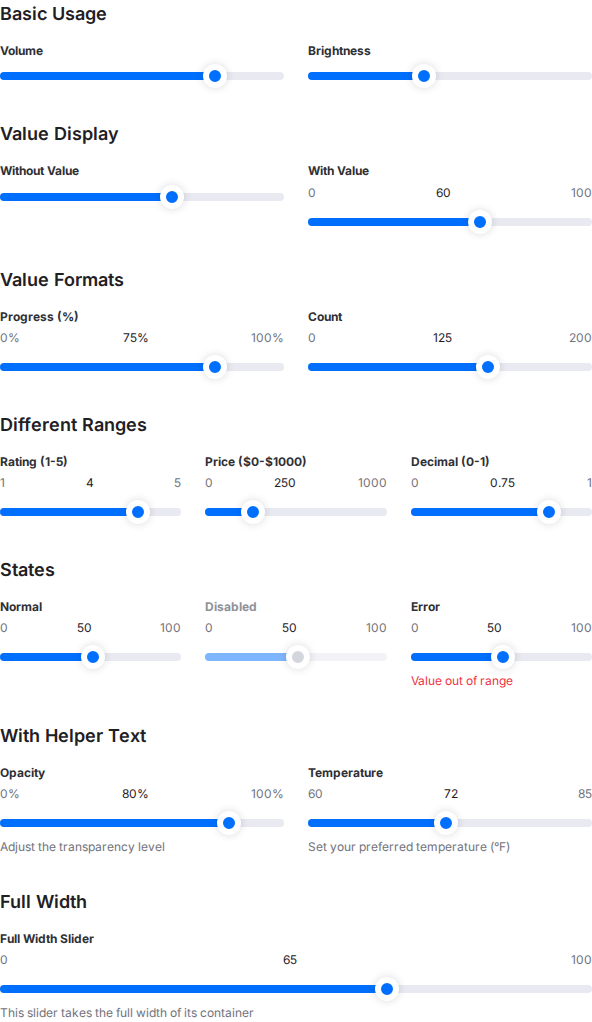 Basic Usage
Volume
Brightness
Value Display
Without Value
With Value
0 60 100
Value Formats
Progress (%)
0% 75% 100%
Count
0 125 200
Different Ranges
Rating (1-5)
1 4 5
Price ($0-$1000)
0 250 1000
Decimal (0-1)
0 0.75 1
States
Normal
0 50 100
Disabled
0 50 100
Error
0 50 100
Value out of range
With Helper Text
Opacity
0% 80% 100%
Adjust the transparency level
Temperature
60 72 85
Set your preferred temperature (°F)
Full Width
Full Width Slider
0 65 100
This slider takes the full width of its container